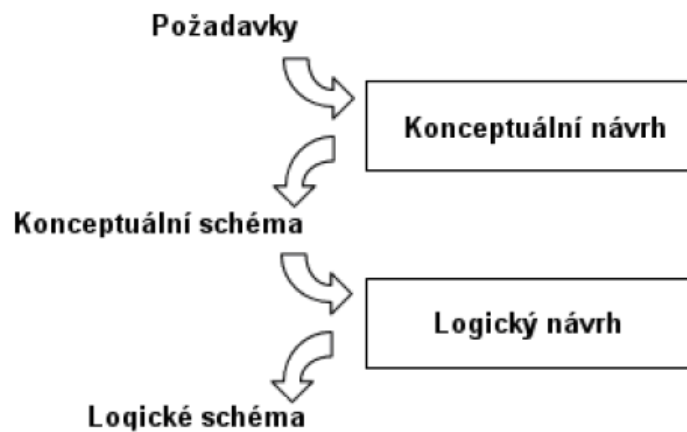 Požadavky
Konceptuální návrh
Konceptuální schéma
Logický návrh
Logické schéma